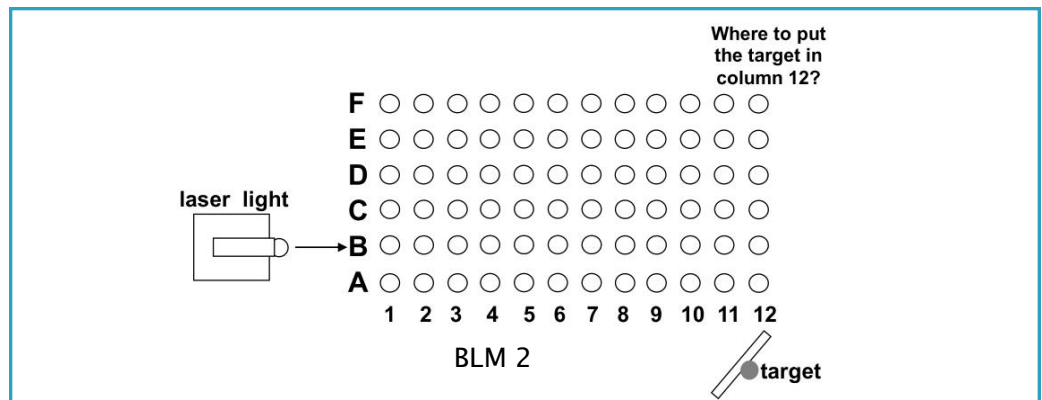 Where to put
the target in
column 12?
F
E
D
laser light
C
B
A
1 2 3 4 5 6 7 8 9 10 11 12
BLM 2
target